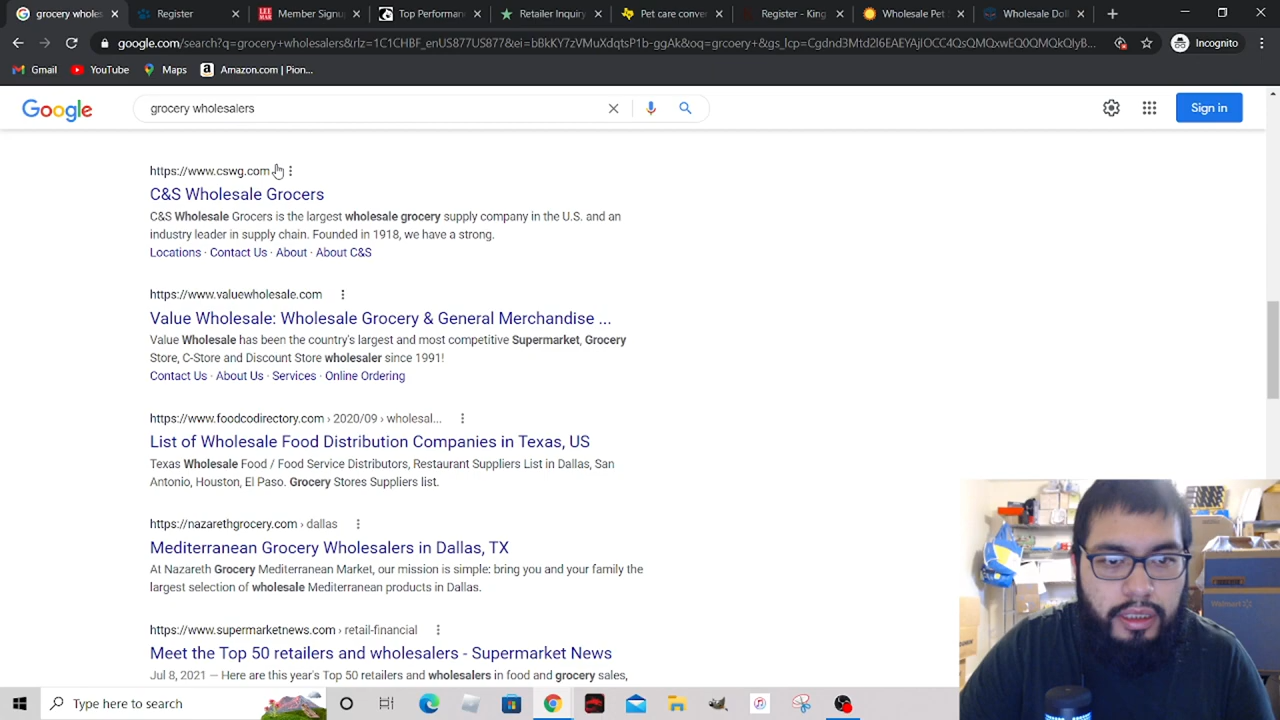 grocery wholes
Register
LEE MAR
Member Signup
Top Performanc
Retailer Inquiry
Pet care conver
Register - King
Wholesale Pet S
Wholesale Doll
google.com/search?q=grocery+wholesalers&rlz=1C1CHBF_enUS877US877&ei=
Incognito
Gmail
YouTube
Maps
Amazon.com | Pion...
Google
grocery wholesalers
Sign in
https://www.cswg.com
C&S Wholesale Grocers
C&S Wholesale Grocers is the largest wholesale grocery supply company in the U.S. and an
industry leader in supply chain. Founded in 1918, we have a strong.
Locations · Contact Us · About · About C&S
https://www.valuewholesale.com
Value Wholesale: Wholesale Grocery & General Merchandise ...
Value Wholesale has been the country's largest and most competitive Supermarket, Grocery
Store, C-Store and Discount Store wholesaler since 1991!
Contact Us · About Us · Services · Online Ordering
https://www.foodcodirectory.com › 2020/09 › wholesal...
List of Wholesale Food Distribution Companies in Texas, US
Texas Wholesale Food / Food Service Distributors, Restaurant Suppliers List in Dallas, San
Antonio, Houston, El Paso. Grocery Stores Suppliers list.
https://nazarethgrocery.com › dallas
Mediterranean Grocery Wholesalers in Dallas, TX
At Nazareth Grocery Mediterranean Market, our mission is simple: bring you and your family the
largest selection of wholesale Mediterranean products in Dallas.
https://www.supermarketnews.com › retail-financial
Meet the Top 50 retailers and wholesalers - Supermarket News
Jul 8, 2021 — Here are this year's Top 50 retailers and wholesalers in food and grocery sales,
Walmart
Type here to search